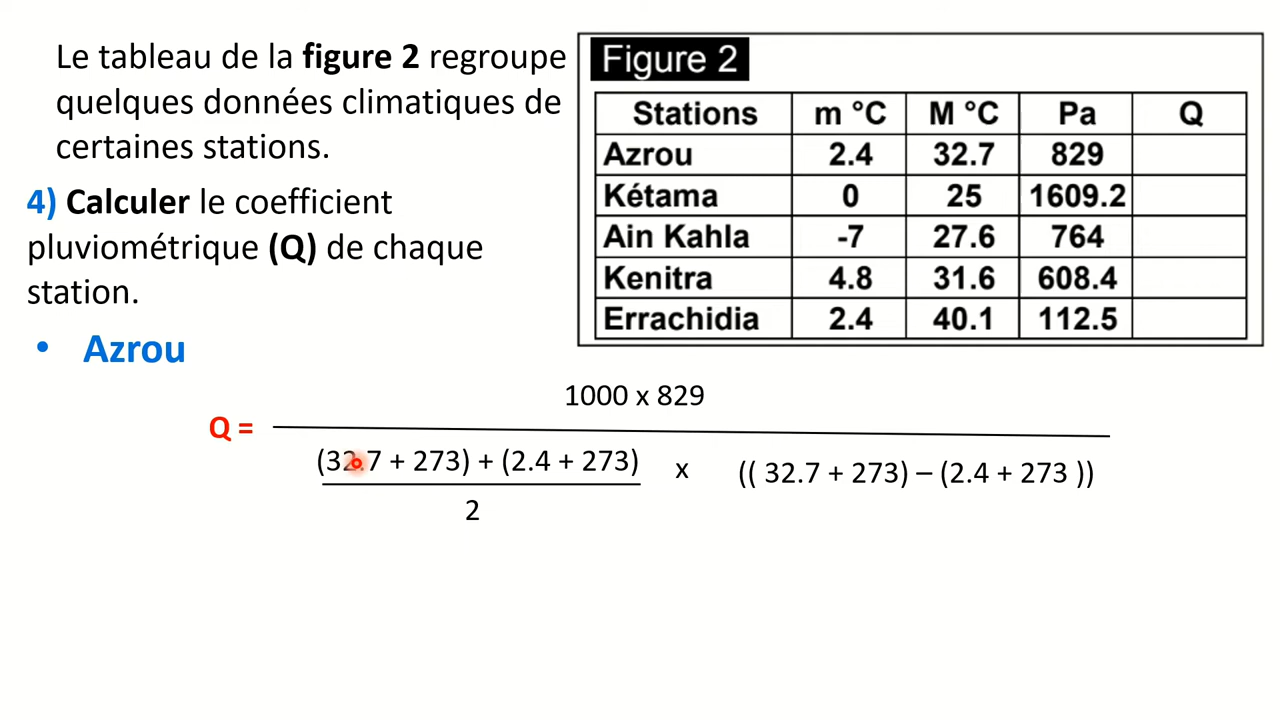 Le tableau de la figure 2 regroupe
quelques données climatiques de
certaines stations.
4) Calculer le coefficient
pluviométrique (Q) de chaque
station.
Figure 2
Stations m °C M °C Pa Q
Azrou 2.4 32.7 829
Kétama 0 25 1609.2
Ain Kahla -7 27.6 764
Kenitra 4.8 31.6 608.4
Errachidia 2.4 40.1 112.5
• Azrou
1000 x 829
Q =
(32.7 + 273) + (2.4 + 273) x (( 32.7 + 273) – (2.4 + 273 ))
2